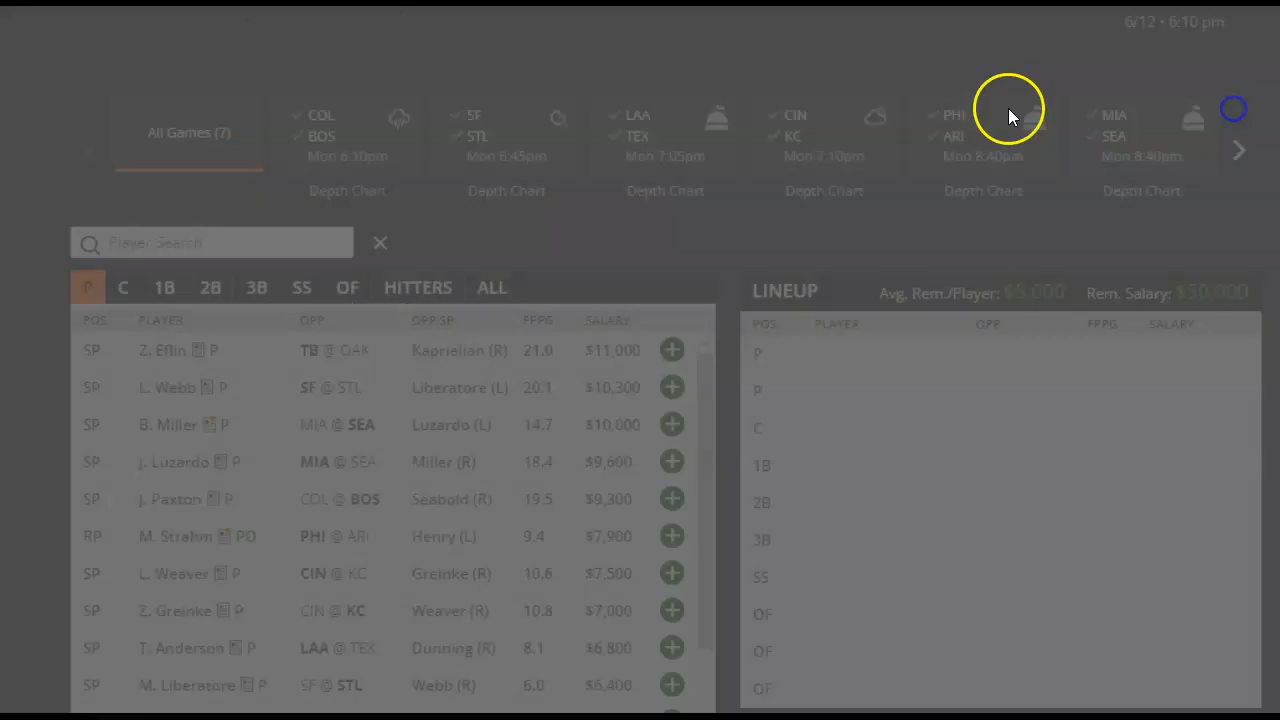 6/12 • 6:10 pm
All Games (7)
COL
BOS
Mon 6:30pm
Depth Chart
SF
STL
Mon 6:45pm
Depth Chart
LAA
TEX
Mon 7:05pm
Depth Chart
CIN
KC
Mon 7:10pm
Depth Chart
PHI
ARI
Mon 8:40pm
Depth Chart
MIA
SEA
Mon 8:40pm
Depth Chart
Player Search
P C 1B 2B 3B SS OF HITTERS ALL
POS PLAYER OPP OPP SP FPPG SALARY
SP Z. Eflin P TB @ OAK Kaprielian (R) 21.0 $11,000
SP L. Webb P SF @ STL Liberatore (L) 20.1 $10,300
SP B. Miller P MIA @ SEA Luzardo (L) 14.7 $10,000
SP J. Luzardo P MIA @ SEA Miller (R) 18.4 $9,600
SP J. Paxton P COL @ BOS Seabold (R) 19.5 $9,300
RP M. Strahm PO PHI @ ARI Henry (L) 9.4 $7,900
SP L. Weaver P CIN @ KC Greinke (R) 10.6 $7,500
SP Z. Greinke P CIN @ KC Weaver (R) 10.8 $7,000
SP T. Anderson P LAA @ TEX Dunning (R) 8.1 $6,800
SP M. Liberatore P SF @ STL Webb (R) 6.0 $6,400
LINEUP Avg. Rem./Player: $5,000 Rem. Salary: $50,000
POS PLAYER OPP FPPG SALARY
P
P
C
1B
2B
3B
SS
OF
OF
OF